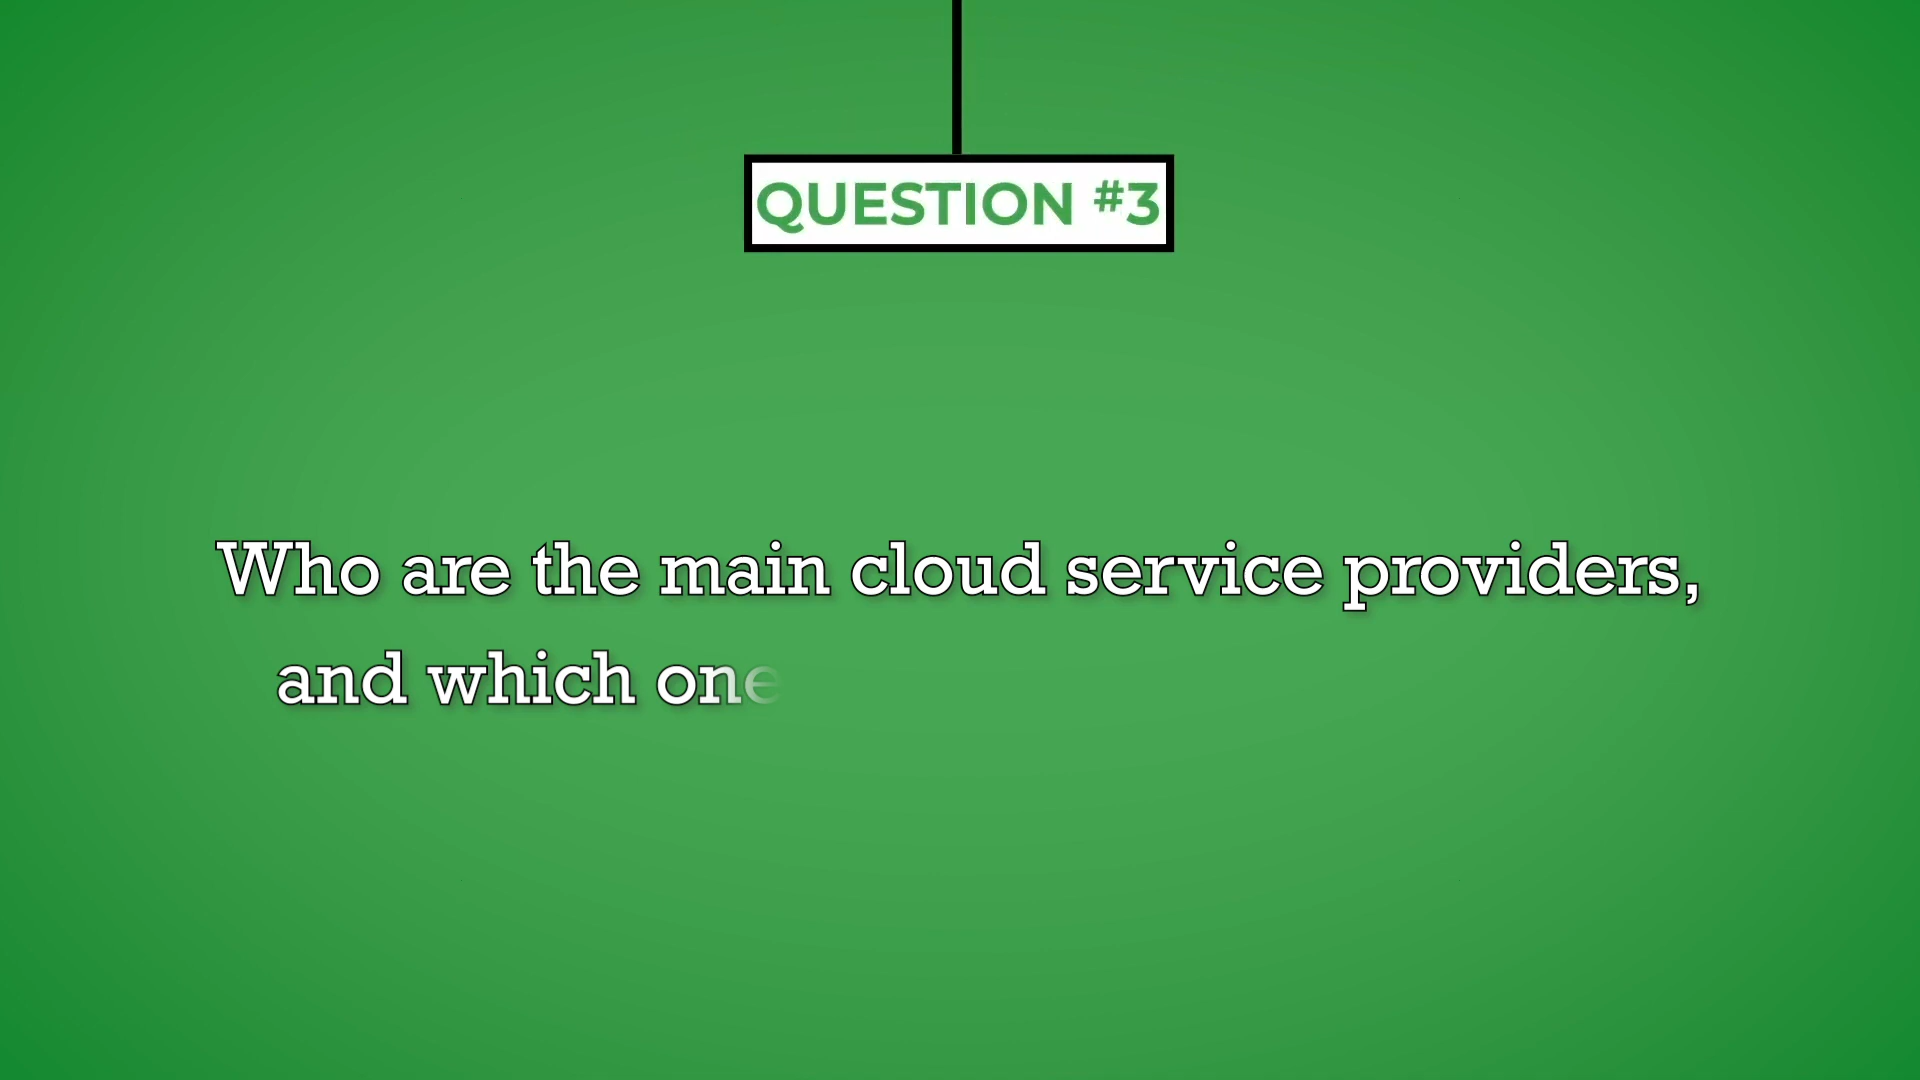 QUESTION #3
Who are the main cloud service providers,
and which one